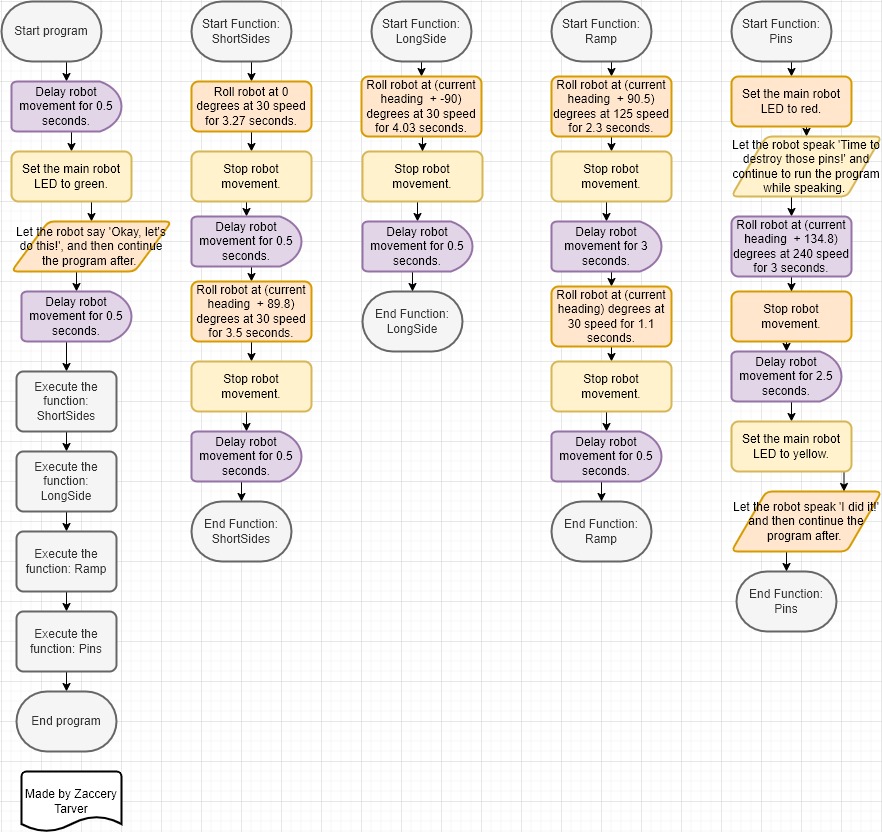 Start program
Delay robot
movement for 0.5
seconds.
Set the main robot
LED to green.
Let the robot say 'Okay, let's
do this!', and then continue
the program after.
Delay robot
movement for 0.5
seconds.
Execute the
function:
ShortSides
Execute the
function:
LongSide
Execute the
function: Ramp
Execute the
function: Pins
End program
Made by Zaccery
Tarver
Start Function:
ShortSides
Roll robot at 0
degrees at 30 speed
for 3.27 seconds.
Stop robot
movement.
Delay robot
movement for 0.5
seconds.
Roll robot at (current
heading + 89.8)
degrees at 30 speed
for 3.5 seconds.
Stop robot
movement.
Delay robot
movement for 0.5
seconds.
End Function:
ShortSides
Start Function:
LongSide
Roll robot at (current
heading + -90)
degrees at 30 speed
for 4.03 seconds.
Stop robot
movement.
Delay robot
movement for 0.5
seconds.
End Function:
LongSide
Start Function:
Ramp
Roll robot at (current
heading + 90.5)
degrees at 125 speed
for 2.3 seconds.
Stop robot
movement.
Delay robot
movement for 3
seconds.
Roll robot at (current
heading) degrees at
30 speed for 1.1
seconds.
Stop robot
movement.
Delay robot
movement for 0.5
seconds.
End Function:
Ramp
Start Function:
Pins
Set the main robot
LED to red.
Let the robot speak 'Time to
destroy those pins!' and
continue to run the program
while speaking.
Roll robot at (current
heading + 134.8)
degrees at 240 speed
for 3 seconds.
Stop robot
movement.
Delay robot
movement for 2.5
seconds.
Set the main robot
LED to yellow.
Let the robot speak 'I did it!'
and then continue the
program after.
End Function:
Pins